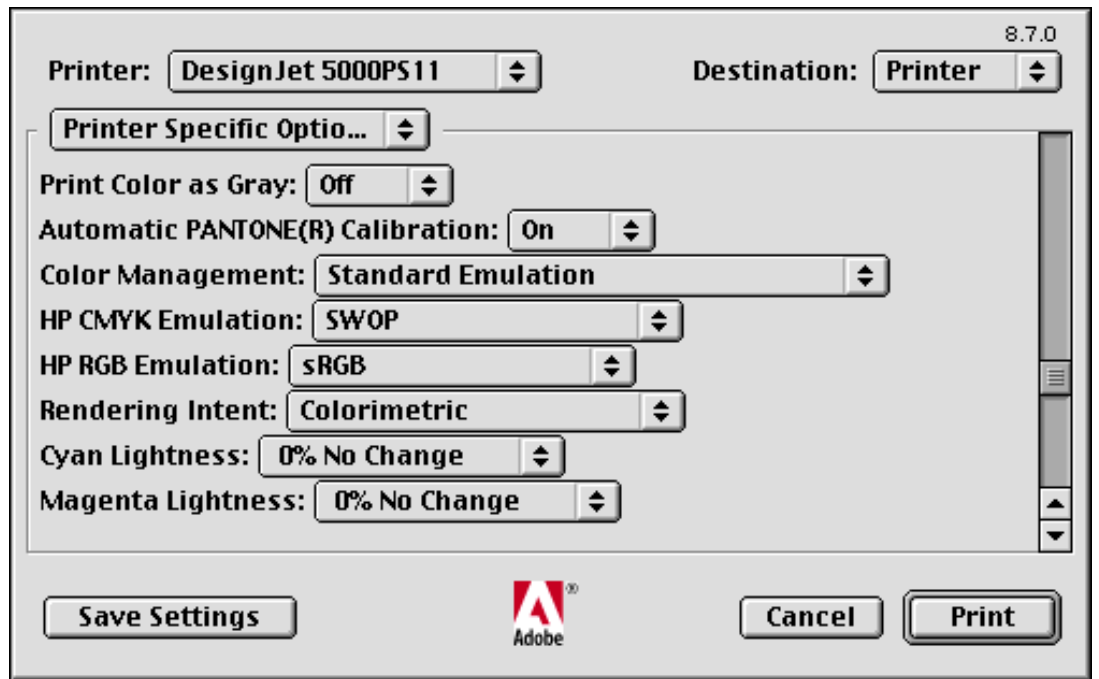 8.7.0
Printer: DesignJet 5000PS11 Destination: Printer
Printer Specific Optio...
Print Color as Gray: Off
Automatic PANTONE(R) Calibration: On
Color Management: Standard Emulation
HP CMYK Emulation: SWOP
HP RGB Emulation: sRGB
Rendering Intent: Colorimetric
Cyan Lightness: 0% No Change
Magenta Lightness: 0% No Change
Save Settings Adobe® Cancel Print